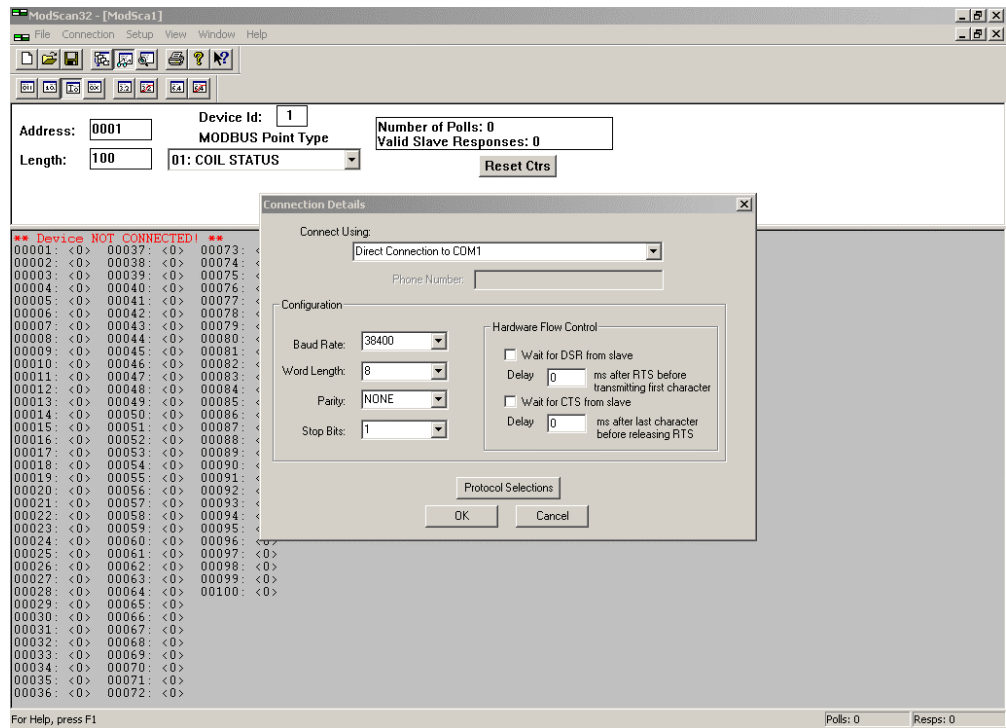 ModScan32 - [ModSca1]
File Connection Setup View Window Help
Address: 0001
Device Id: 1
MODBUS Point Type
Length: 100
01: COIL STATUS
Number of Polls: 0
Valid Slave Responses: 0
Reset Ctrs
** Device NOT CONNECTED! **
00001: <0> 00037: <0> 00073: <
00002: <0> 00038: <0> 00074: <
00003: <0> 00039: <0> 00075: <
00004: <0> 00040: <0> 00076: <
00005: <0> 00041: <0> 00077: <
00006: <0> 00042: <0> 00078: <
00007: <0> 00043: <0> 00079: <
00008: <0> 00044: <0> 00080: <
00009: <0> 00045: <0> 00081: <
00010: <0> 00046: <0> 00082: <
00011: <0> 00047: <0> 00083: <
00012: <0> 00048: <0> 00084: <
00013: <0> 00049: <0> 00085: <
00014: <0> 00050: <0> 00086: <
00015: <0> 00051: <0> 00087: <
00016: <0> 00052: <0> 00088: <
00017: <0> 00053: <0> 00089: <
00018: <0> 00054: <0> 00090: <
00019: <0> 00055: <0> 00091: <
00020: <0> 00056: <0> 00092: <
00021: <0> 00057: <0> 00093: <
00022: <0> 00058: <0> 00094: <
00023: <0> 00059: <0> 00095: <
00024: <0> 00060: <0> 00096: <0>
00025: <0> 00061: <0> 00097: <0>
00026: <0> 00062: <0> 00098: <0>
00027: <0> 00063: <0> 00099: <0>
00028: <0> 00064: <0> 00100: <0>
00029: <0> 00065: <0>
00030: <0> 00066: <0>
00031: <0> 00067: <0>
00032: <0> 00068: <0>
00033: <0> 00069: <0>
00034: <0> 00070: <0>
00035: <0> 00071: <0>
00036: <0> 00072: <0>
Connection Details
Connect Using:
Direct Connection to COM1
Phone Number:
Configuration
Baud Rate: 38400
Word Length: 8
Parity: NONE
Stop Bits: 1
Hardware Flow Control
Wait for DSR from slave
Delay 0 ms after RTS before
transmitting first character
Wait for CTS from slave
Delay 0 ms after last character
before releasing RTS
Protocol Selections
OK Cancel
For Help, press F1
Polls: 0 Resps: 0